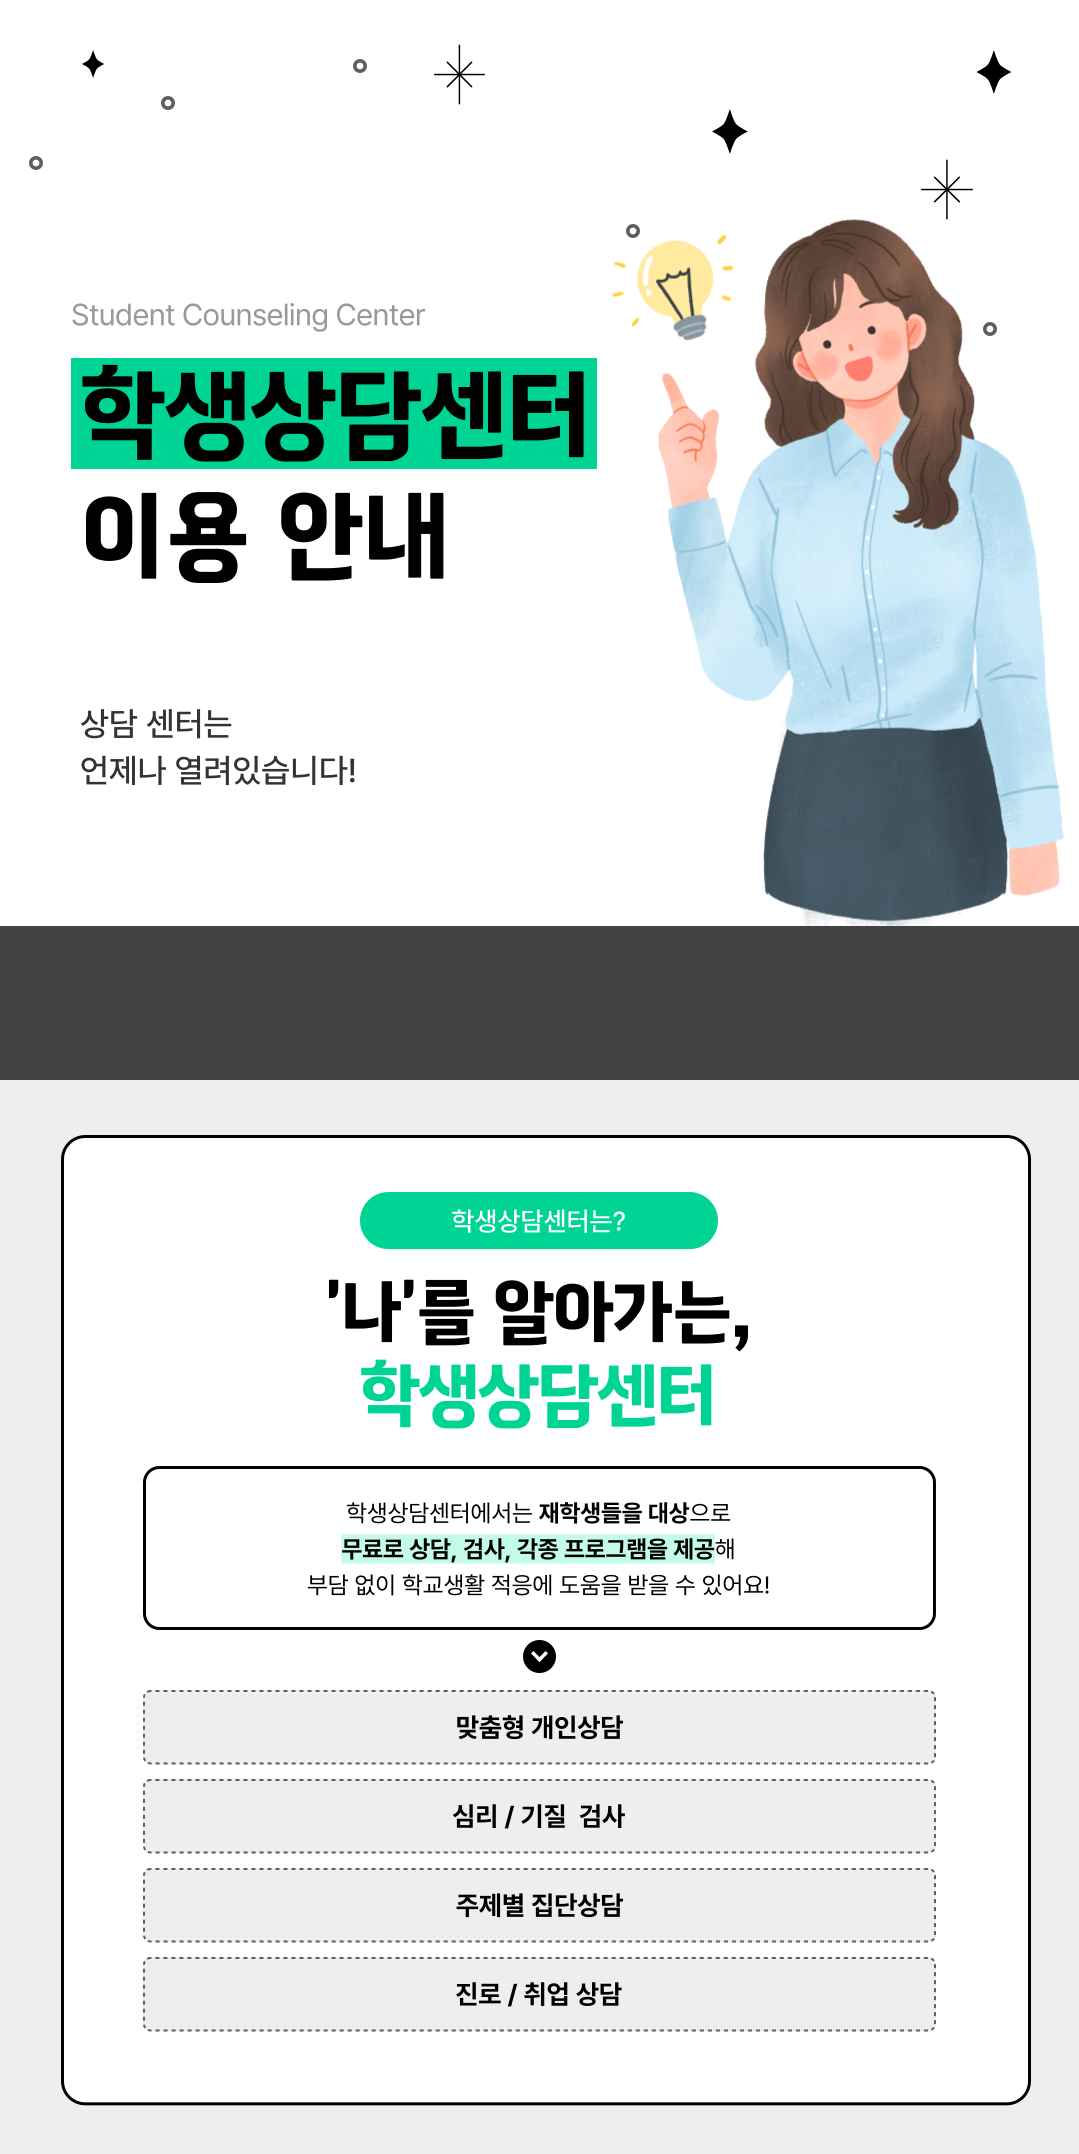 Student Counseling Center
학생상담센터
이용 안내
상담 센터는
언제나 열려있습니다!
학생상담센터는?
'나'를 알아가는,
학생상담센터
학생상담센터에서는 재학생들을 대상으로
무료로 상담, 검사, 각종 프로그램을 제공해
부담 없이 학교생활 적응에 도움을 받을 수 있어요!
맞춤형 개인상담
심리 / 기질  검사
주제별 집단상담
진로 / 취업 상담